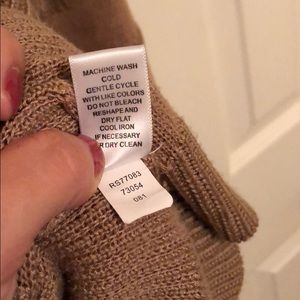 MACHINE WASH
COLD
GENTLE CYCLE
WITH LIKE COLORS
DO NOT BLEACH
RESHAPE AND
DRY FLAT
COOL IRON
IF NECESSARY
OR DRY CLEAN
RS77083
73054
081